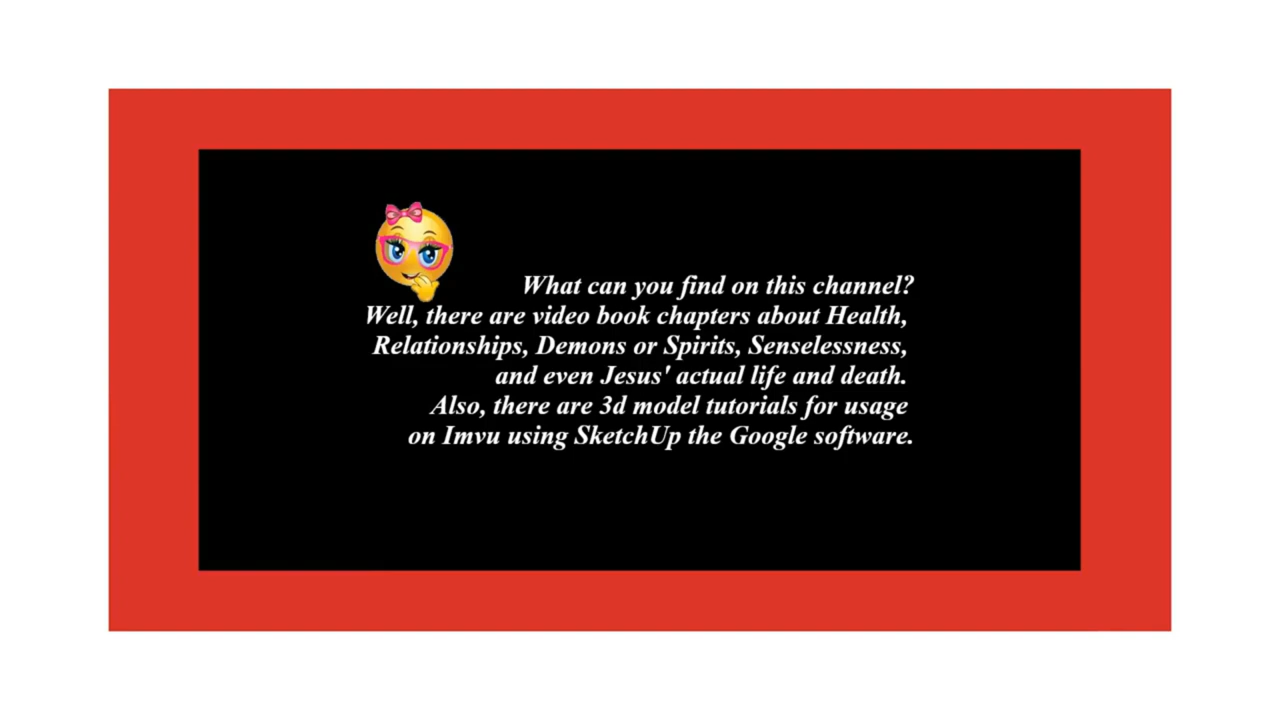 What can you find on this channel?
Well, there are video book chapters about Health,
Relationships, Demons or Spirits, Senselessness,
and even Jesus' actual life and death.
Also, there are 3d model tutorials for usage
on Imvu using SketchUp the Google software.